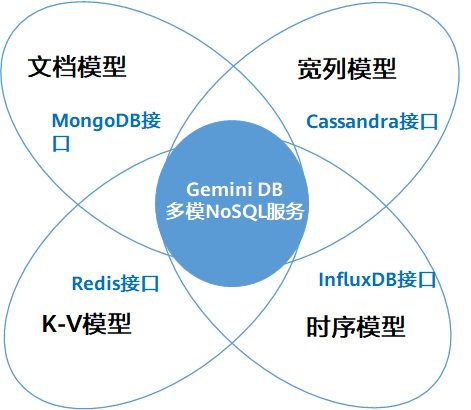 文档模型
宽列模型
MongoDB接
口
Cassandra接口
Gemini DB
多模NoSQL服务
Redis接口
InfluxDB接口
K-V模型
时序模型